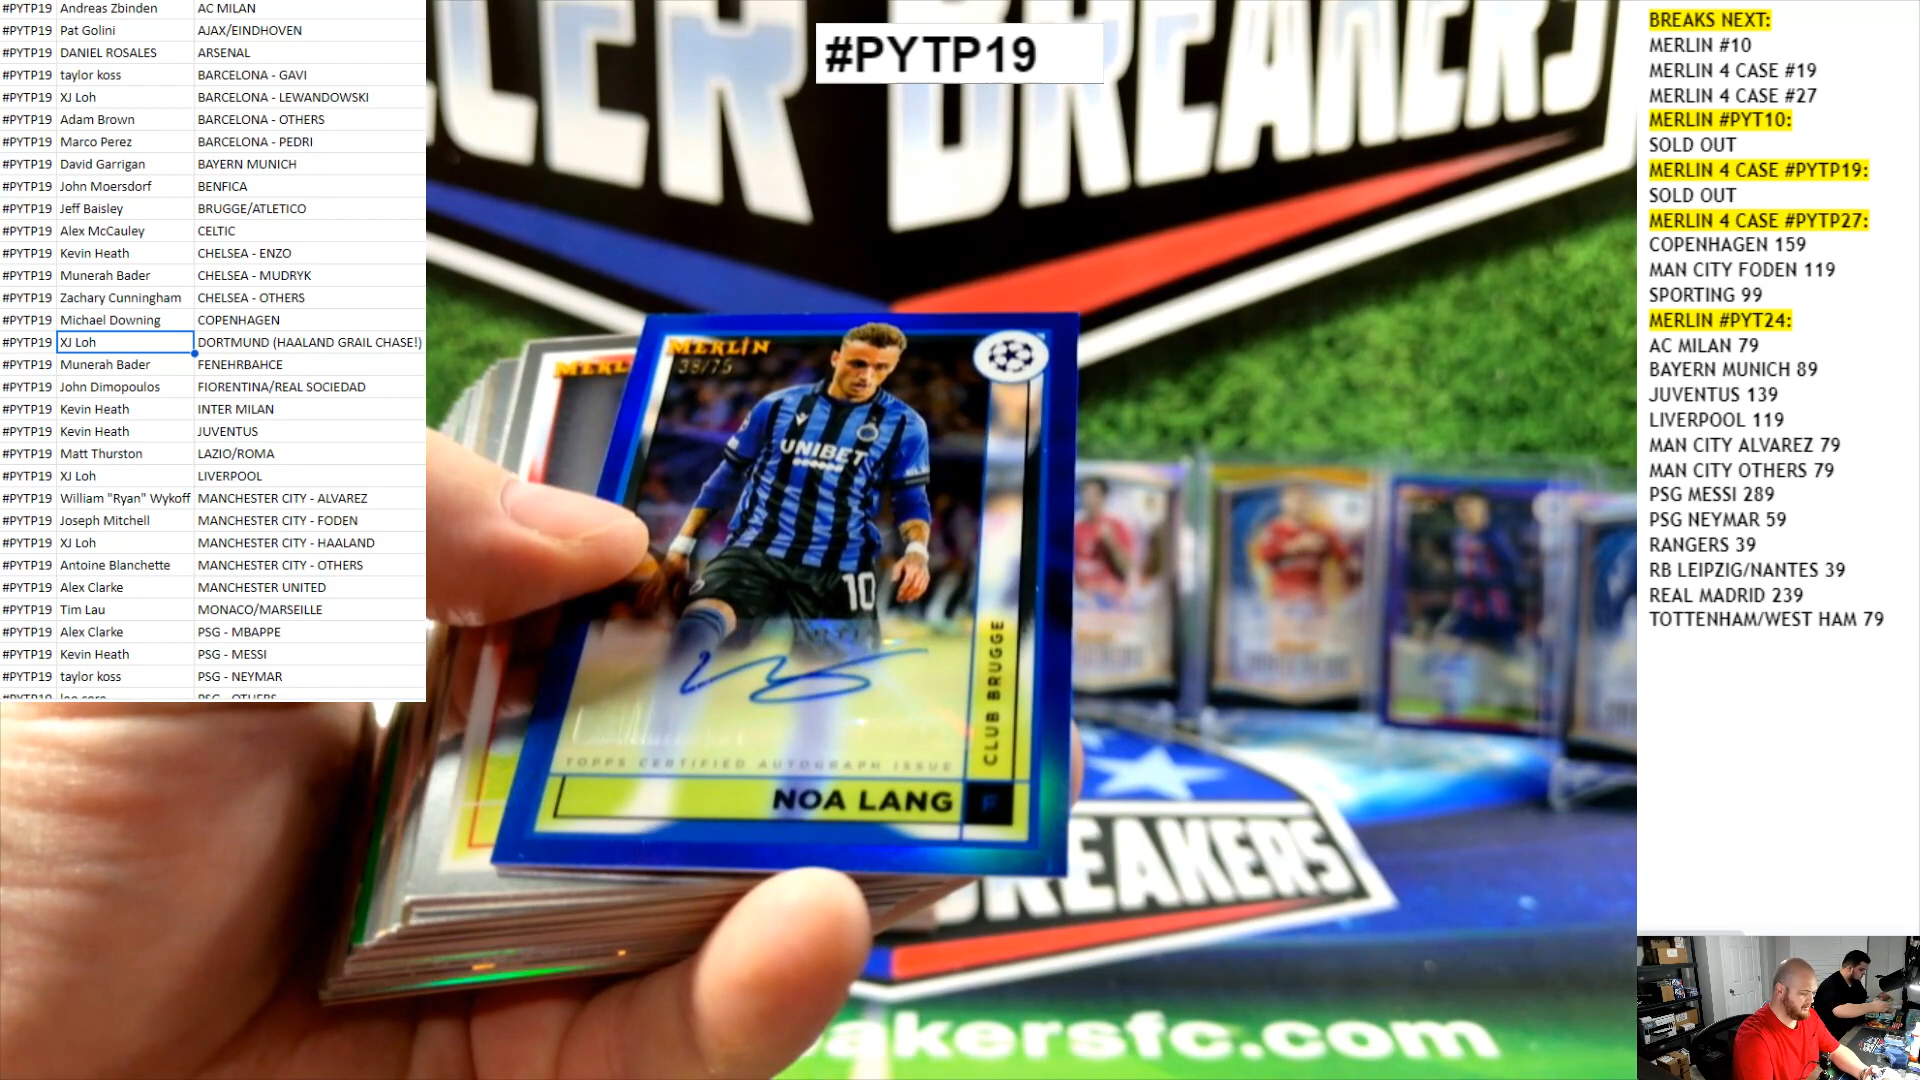 #PYTP19 Andreas Zbinden AC MILAN
#PYTP19 Pat Golini AJAX/EINDHOVEN
#PYTP19 DANIEL ROSALES ARSENAL
#PYTP19 taylor koss BARCELONA - GAVI
#PYTP19 XJ Loh BARCELONA - LEWANDOWSKI
#PYTP19 Adam Brown BARCELONA - OTHERS
#PYTP19 Marco Perez BARCELONA - PEDRI
#PYTP19 David Garrigan BAYERN MUNICH
#PYTP19 John Moersdorf BENFICA
#PYTP19 Jeff Baisley BRUGGE/ATLETICO
#PYTP19 Alex McCauley CELTIC
#PYTP19 Kevin Heath CHELSEA - ENZO
#PYTP19 Munerah Bader CHELSEA - MUDRYK
#PYTP19 Zachary Cunningham CHELSEA - OTHERS
#PYTP19 Michael Downing COPENHAGEN
#PYTP19 XJ Loh DORTMUND (HAALAND GRAIL CHASE!)
#PYTP19 Munerah Bader FENEHRBAHCE
#PYTP19 John Dimopoulos FIORENTINA/REAL SOCIEDAD
#PYTP19 Kevin Heath INTER MILAN
#PYTP19 Kevin Heath JUVENTUS
#PYTP19 Matt Thurston LAZIO/ROMA
#PYTP19 XJ Loh LIVERPOOL
#PYTP19 William "Ryan" Wykoff MANCHESTER CITY - ALVAREZ
#PYTP19 Joseph Mitchell MANCHESTER CITY - FODEN
#PYTP19 XJ Loh MANCHESTER CITY - HAALAND
#PYTP19 Antoine Blanchette MANCHESTER CITY - OTHERS
#PYTP19 Alex Clarke MANCHESTER UNITED
#PYTP19 Tim Lau MONACO/MARSEILLE
#PYTP19 Alex Clarke PSG - MBAPPE
#PYTP19 Kevin Heath PSG - MESSI
#PYTP19 taylor koss PSG - NEYMAR
#PYTP19
LLER BREAKERS
MERLIN
MERLIN
38/75
UNIBET
10
CLUB BRUGGE
TOPPS CERTIFIED AUTOGRAPH ISSUE
NOA LANG
F
BREAKERS
akersfc.com
BREAKS NEXT:
MERLIN #10
MERLIN 4 CASE #19
MERLIN 4 CASE #27
MERLIN #PYT10:
SOLD OUT
MERLIN 4 CASE #PYTP19:
SOLD OUT
MERLIN 4 CASE #PYTP27:
COPENHAGEN 159
MAN CITY FODEN 119
SPORTING 99
MERLIN #PYT24:
AC MILAN 79
BAYERN MUNICH 89
JUVENTUS 139
LIVERPOOL 119
MAN CITY ALVAREZ 79
MAN CITY OTHERS 79
PSG MESSI 289
PSG NEYMAR 59
RANGERS 39
RB LEIPZIG/NANTES 39
REAL MADRID 239
TOTTENHAM/WEST HAM 79